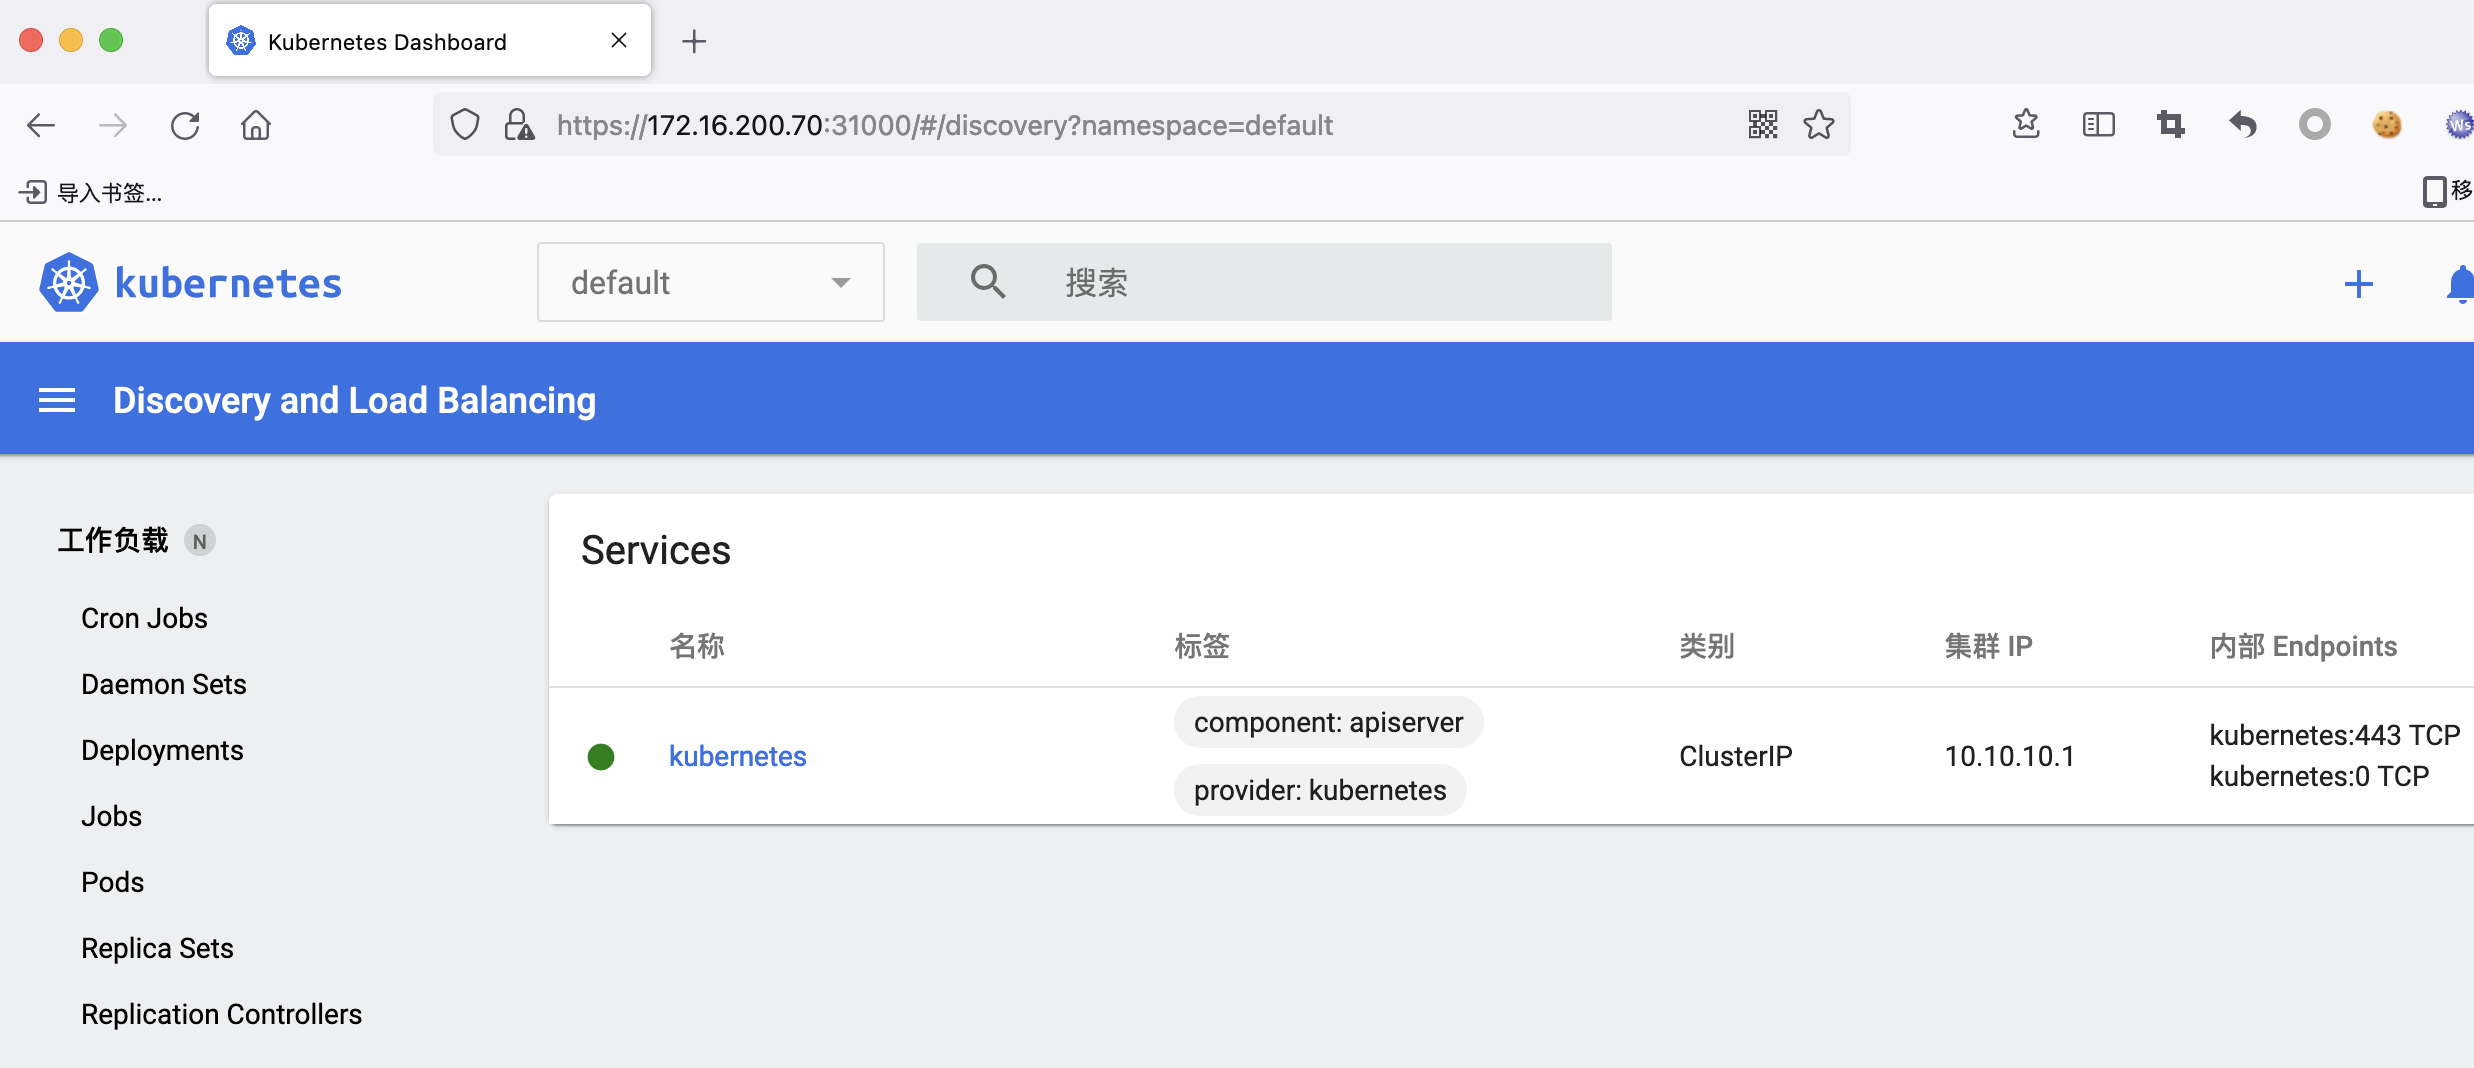 Kubernetes Dashboard
https://172.16.200.70:31000/#/discovery?namespace=default
Ws
导入书签...
移
kubernetes
default
搜索
Discovery and Load Balancing
工作负载 N
Cron Jobs
Daemon Sets
Deployments
Jobs
Pods
Replica Sets
Replication Controllers
Services
名称 标签 类别 集群 IP 内部 Endpoints
component: apiserver
kubernetes:443 TCP
kubernetes ClusterIP 10.10.10.1
kubernetes:0 TCP
provider: kubernetes